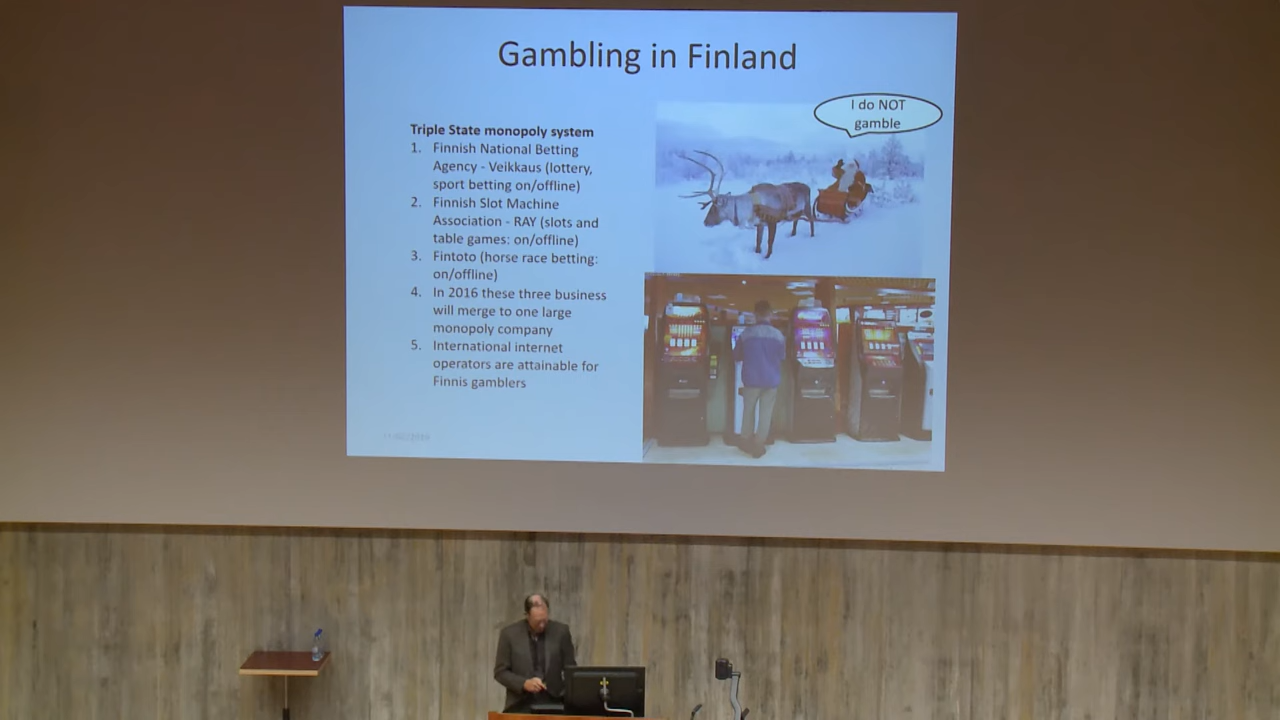 Gambling in Finland
I do NOT
gamble
Triple State monopoly system
1. Finnish National Betting
Agency - Veikkaus (lottery,
sport betting on/offline)
2. Finnish Slot Machine
Association - RAY (slots and
table games: on/offline)
3. Fintoto (horse race betting:
on/offline)
4. In 2016 these three business
will merge to one large
monopoly company
5. International internet
operators are attainable for
Finnis gamblers